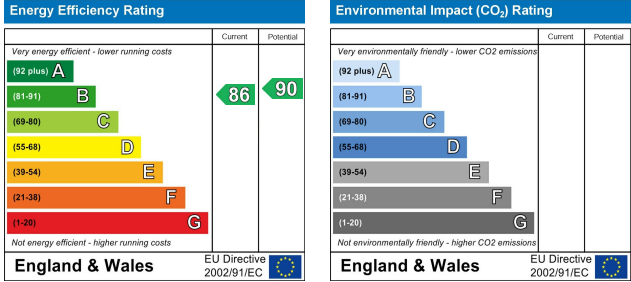 Energy Efficiency Rating
Current Potential
Very energy efficient - lower running costs
(92 plus) A
(81-91) B
(69-80) C
(55-68) D
(39-54) E
(21-38) F
(1-20) G
86
90
Not energy efficient - higher running costs
England & Wales
EU Directive
2002/91/EC
Environmental Impact (CO2) Rating
Current Potential
Very environmentally friendly - lower CO2 emissions
(92 plus) A
(81-91) B
(69-80) C
(55-68) D
(39-54) E
(21-38) F
(1-20) G
Not environmentally friendly - higher CO2 emissions
England & Wales
EU Directive
2002/91/EC